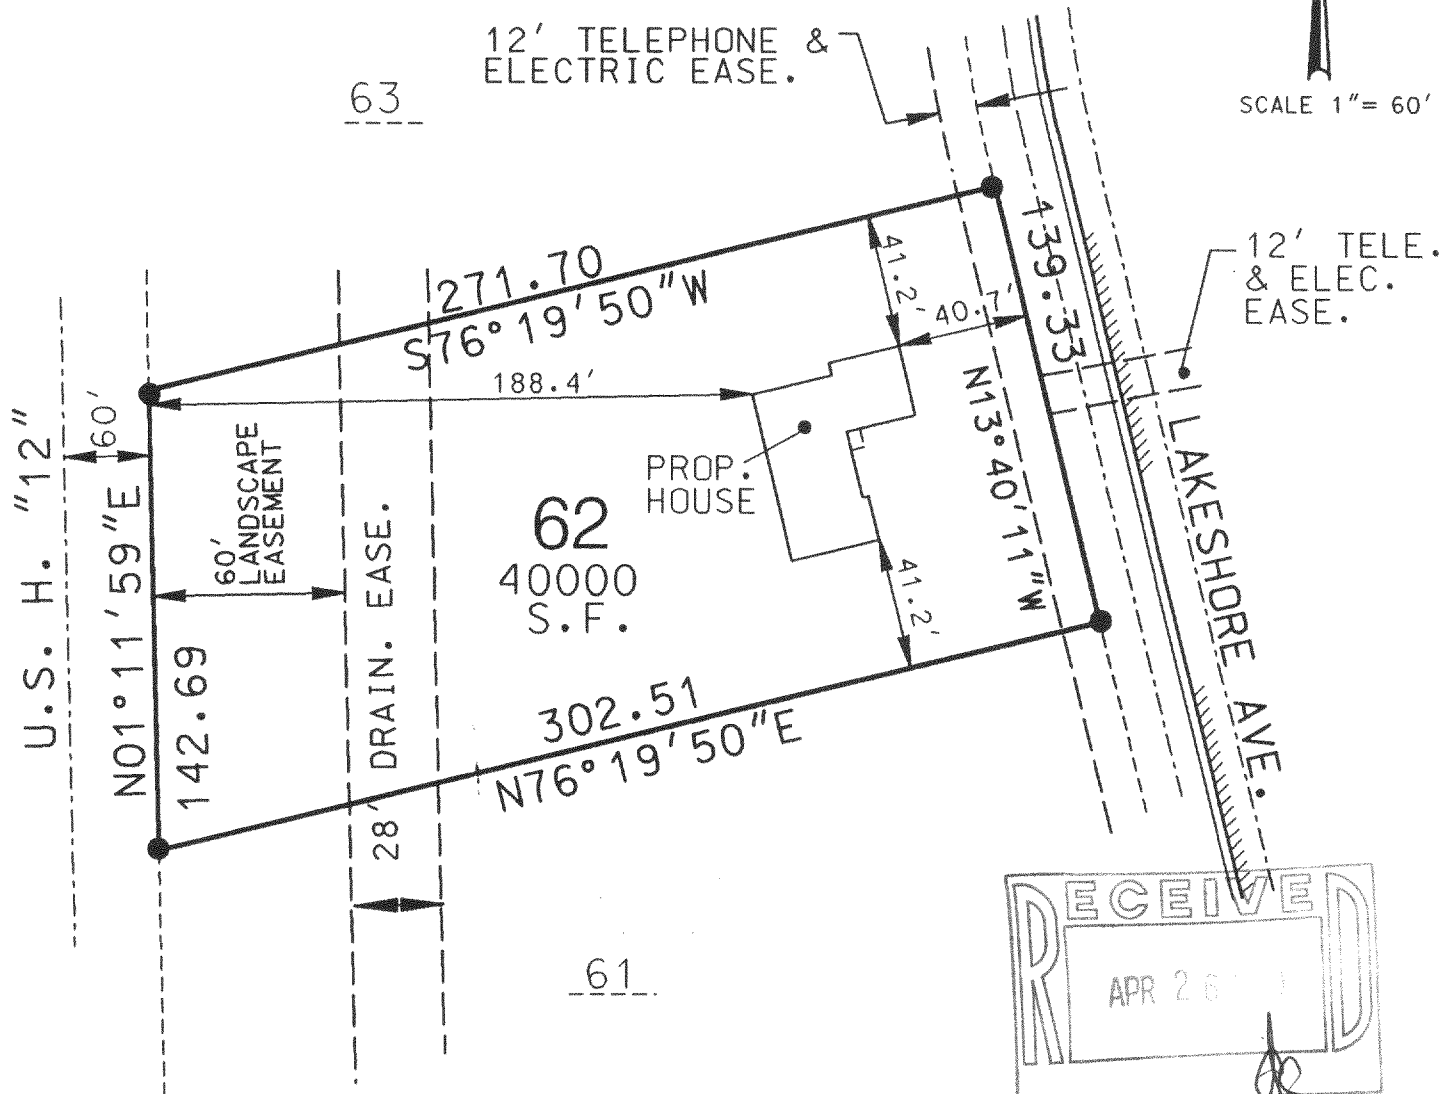 12' TELEPHONE &
ELECTRIC EASE.
SCALE 1"= 60'
63
12' TELE.
& ELEC.
EASE.
271.70
S76°19'50"W
139.33
N13°40'11"W
41.2'
40.7'
188.4'
60'
U.S. H. "12"
N01°11'59"E
142.69
60'
LANDSCAPE
EASEMENT
28' DRAIN. EASE.
PROP.
HOUSE
62
40000
S.F.
41.2'
302.51
N76°19'50"E
LAKESHORE AVE.
61
RECEIVED
APR 26